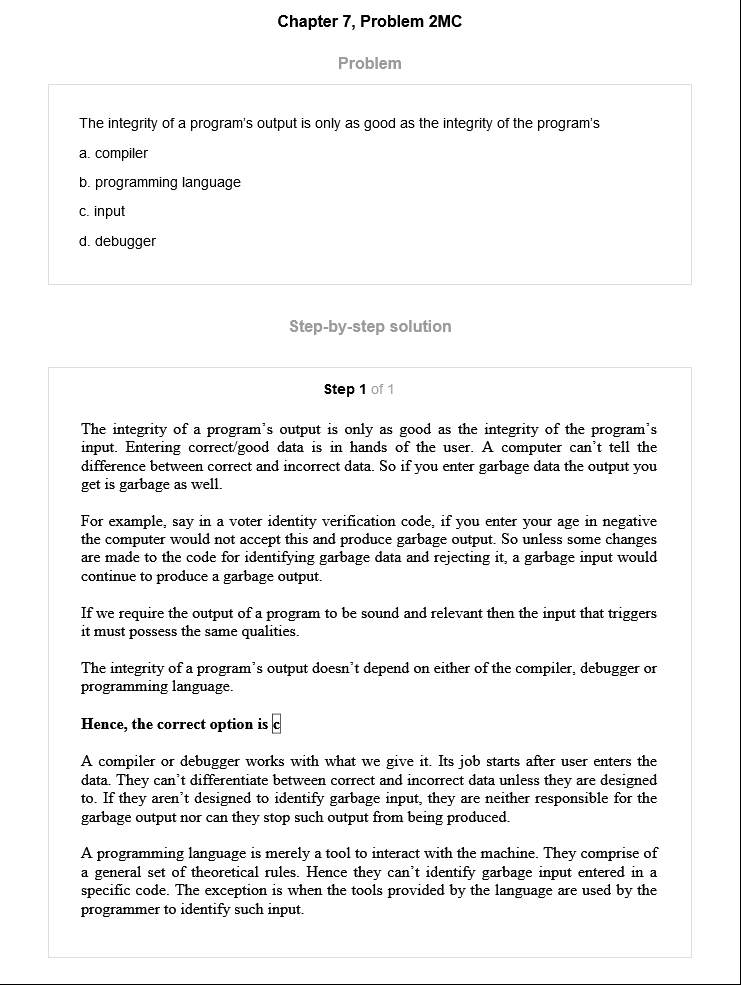 Chapter 7, Problem 2MC
Problem
The integrity of a program's output is only as good as the integrity of the program's
a. compiler
b. programming language
c. input
d. debugger
Step-by-step solution
Step 1 of 1
The integrity of a program's output is only as good as the integrity of the program's
input. Entering correct/good data is in hands of the user. A computer can't tell the
difference between correct and incorrect data. So if you enter garbage data the output you
get is garbage as well.
For example, say in a voter identity verification code, if you enter your age in negative
the computer would not accept this and produce garbage output. So unless some changes
are made to the code for identifying garbage data and rejecting it, a garbage input would
continue to produce a garbage output.
If we require the output of a program to be sound and relevant then the input that triggers
it must possess the same qualities.
The integrity of a program's output doesn't depend on either of the compiler, debugger or
programming language.
Hence, the correct option is c
A compiler or debugger works with what we give it. Its job starts after user enters the
data. They can't differentiate between correct and incorrect data unless they are designed
to. If they aren't designed to identify garbage input, they are neither responsible for the
garbage output nor can they stop such output from being produced.
A programming language is merely a tool to interact with the machine. They comprise of
a general set of theoretical rules. Hence they can't identify garbage input entered in a
specific code. The exception is when the tools provided by the language are used by the
programmer to identify such input.